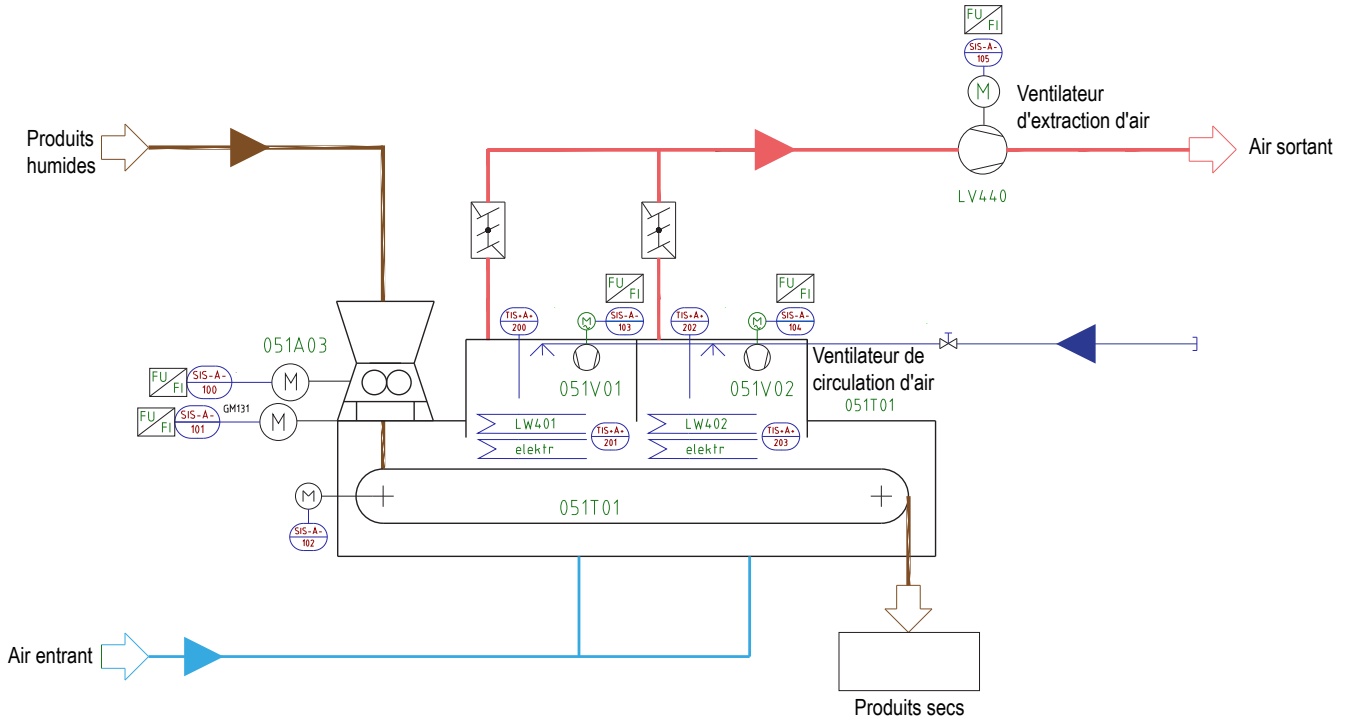 FU
FI
SIS-A-
105
M
Ventilateur
d'extraction d'air
Produits
humides
Air sortant
LV440
FU
FI
FU
FI
TIS+A+
200
M
SIS-A-
103
TIS+A+
202
M
SIS-A-
104
051A03
Ventilateur de
circulation d'air
051T01
FU
FI
SIS-A-
100
M
051V01
051V02
FU
FI
SIS-A-
101
GM131
M
LW401
elektr
TIS+A+
201
LW402
elektr
TIS+A+
203
M
SIS-A-
102
051T01
Air entrant
Produits secs